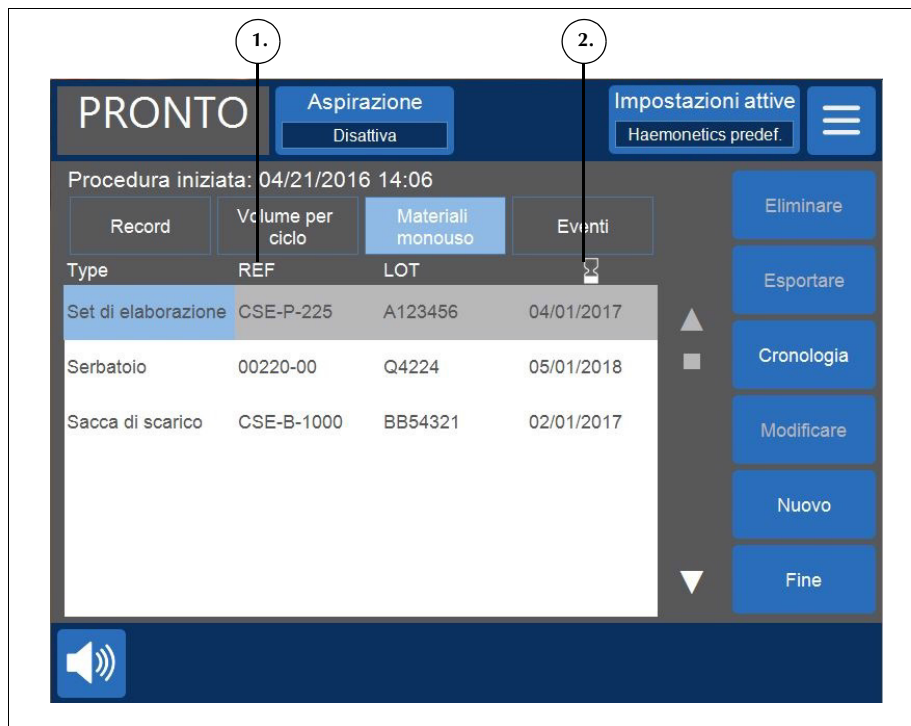 1. 2.
PRONTO
Aspirazione
Disattiva
Impostazioni attive
Haemonetics predef.
Procedura iniziata: 04/21/2016 14:06
Record
Volume per
ciclo
Materiali
monouso
Eventi
Type REF LOT
Set di elaborazione CSE-P-225 A123456 04/01/2017
Serbatoio 00220-00 Q4224 05/01/2018
Sacca di scarico CSE-B-1000 BB54321 02/01/2017
Eliminare
Esportare
Cronologia
Modificare
Nuovo
Fine